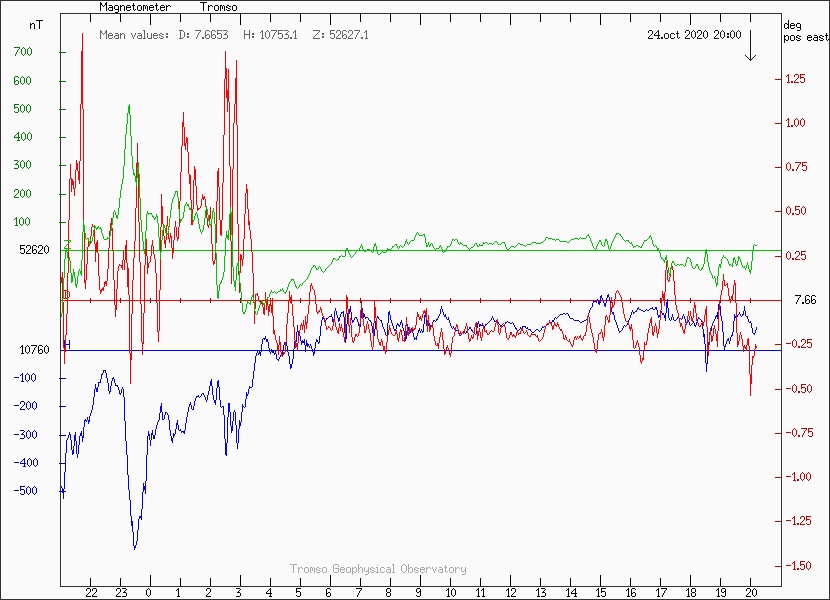 Magnetometer Tromso
nT
Mean values: D: 7.6653 H: 10753.1 Z: 52627.1
24.oct 2020 20:00
deg
pos east
700
600
500
400
300
200
100
52620
10760
-100
-200
-300
-400
-500
Z
D
H
1.25
1.00
0.75
0.50
0.25
7.66
-0.25
-0.50
-0.75
-1.00
-1.25
-1.50
Tromso Geophysical Observatory
22 23 0 1 2 3 4 5 6 7 8 9 10 11 12 13 14 15 16 17 18 19 20